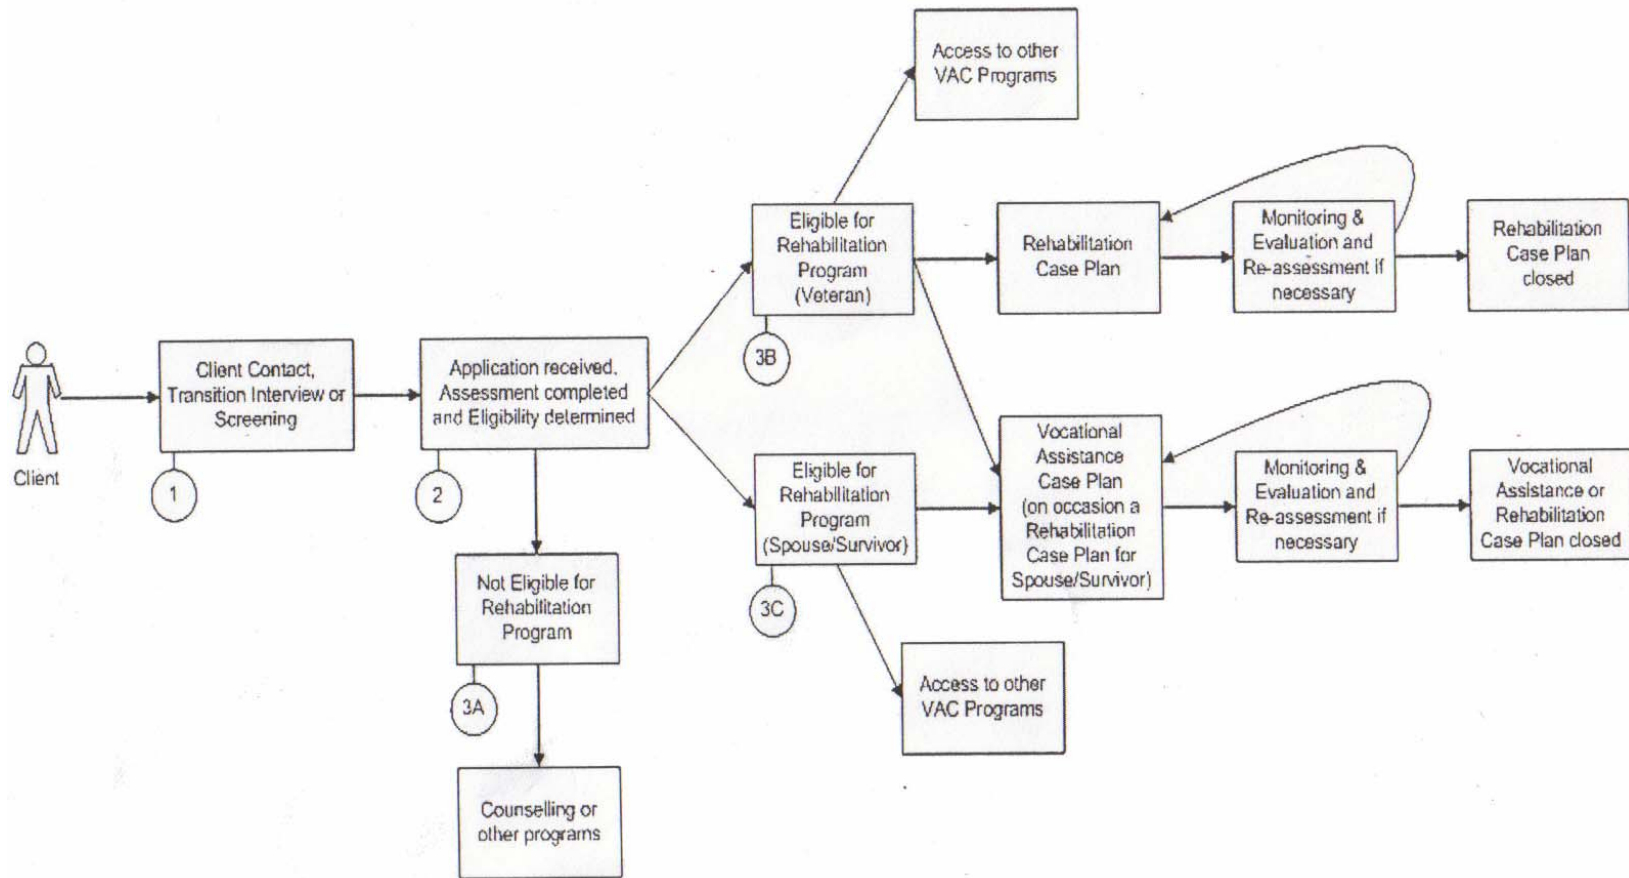 Access to other
VAC Programs
Eligible for
Rehabilitation
Program
(Veteran)
3B
Rehabilitation
Case Plan
Monitoring &
Evaluation and
Re-assessment if
necessary
Rehabilitation
Case Plan
closed
Client
Client Contact,
Transition Interview or
Screening
1
Application received,
Assessment completed
and Eligibility determined
2
Eligible for
Rehabilitation
Program
(Spouse/Survivor)
3C
Vocational
Assistance
Case Plan
(on occasion a
Rehabilitation
Case Plan for
Spouse/Survivor)
Monitoring &
Evaluation and
Re-assessment if
necessary
Vocational
Assistance or
Rehabilitation
Case Plan closed
Not Eligible for
Rehabilitation
Program
3A
Access to other
VAC Programs
Counselling or
other programs